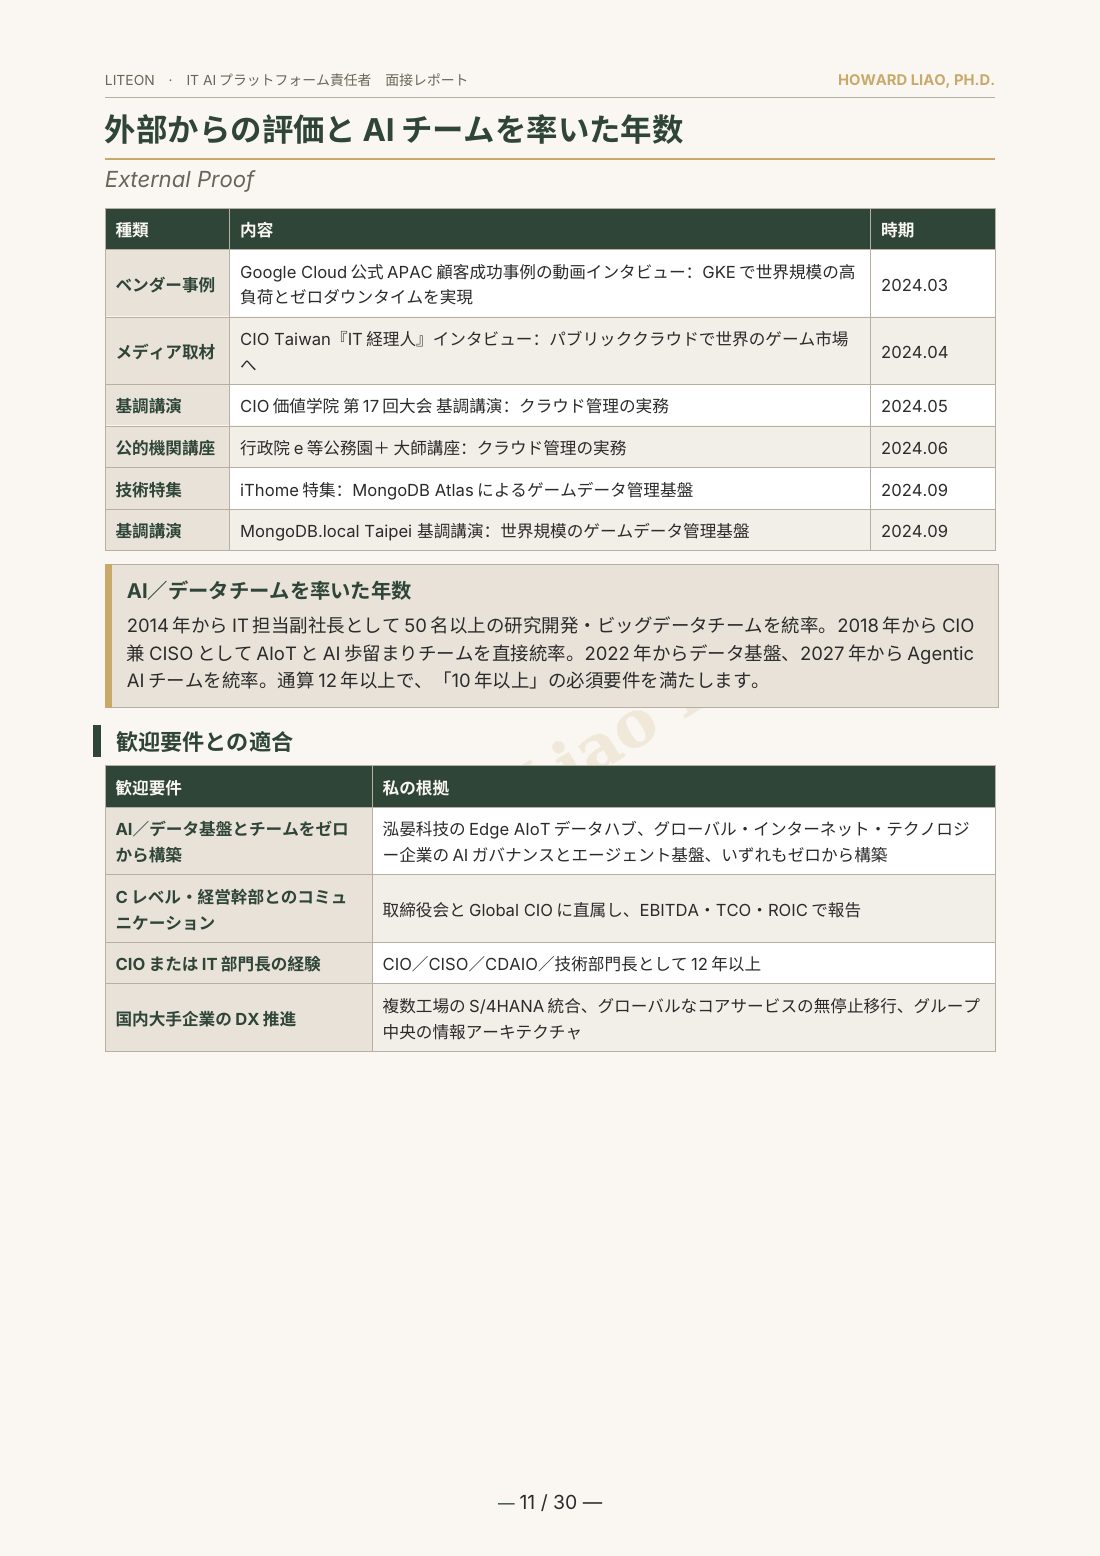 LITEON · IT AI プラットフォーム責任者 面接レポート
HOWARD LIAO, PH.D.
外部からの評価と AI チームを率いた年数
External Proof
種類 内容 時期
ベンダー事例 Google Cloud 公式 APAC 顧客成功事例の動画インタビュー：GKE で世界規模の高
負荷とゼロダウンタイムを実現 2024.03
メディア取材 CIO Taiwan『IT 経理人』インタビュー：パブリッククラウドで世界のゲーム市場
へ 2024.04
基調講演 CIO 価値学院 第 17 回大会 基調講演：クラウド管理の実務 2024.05
公的機関講座 行政院 e 等公務園＋ 大師講座：クラウド管理の実務 2024.06
技術特集 iThome 特集：MongoDB Atlas によるゲームデータ管理基盤 2024.09
基調講演 MongoDB.local Taipei 基調講演：世界規模のゲームデータ管理基盤 2024.09
AI／データチームを率いた年数
2014 年から IT 担当副社長として 50 名以上の研究開発・ビッグデータチームを統率。2018 年から CIO
兼 CISO として AIoT と AI 歩留まりチームを直接統率。2022 年からデータ基盤、2027 年から Agentic
AI チームを統率。通算 12 年以上で、「10 年以上」の必須要件を満たします。
iao
歓迎要件との適合
歓迎要件 私の根拠
AI／データ基盤とチームをゼロ
から構築
泓晏科技の Edge AIoT データハブ、グローバル・インターネット・テクノロジ
ー企業の AI ガバナンスとエージェント基盤、いずれもゼロから構築
C レベル・経営幹部とのコミュ
ニケーション
取締役会と Global CIO に直属し、EBITDA・TCO・ROIC で報告
CIO または IT 部門長の経験 CIO／CISO／CDAIO／技術部門長として 12 年以上
国内大手企業の DX 推進 複数工場の S/4HANA 統合、グローバルなコアサービスの無停止移行、グループ
中央の情報アーキテクチャ
— 11 / 30 —